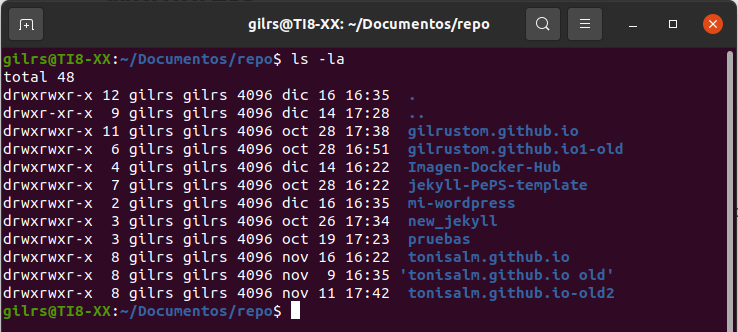 gilrs@TI8-XX: ~/Documentos/repo
gilrs@TI8-XX:~/Documentos/repo$ ls -la
total 48
drwxrwxr-x 12 gilrs gilrs 4096 dic 16 16:35  .
drwxr-xr-x  9 gilrs gilrs 4096 dic 14 17:28  ..
drwxrwxr-x 11 gilrs gilrs 4096 oct 28 17:38  gilrustom.github.io
drwxrwxr-x  6 gilrs gilrs 4096 oct 28 16:51  gilrustom.github.io1-old
drwxrwxr-x  4 gilrs gilrs 4096 dic 14 16:22  Imagen-Docker-Hub
drwxrwxr-x  7 gilrs gilrs 4096 oct 28 16:22  jekyll-PePS-template
drwxrwxr-x  2 gilrs gilrs 4096 dic 16 16:35  mi-wordpress
drwxrwxr-x  3 gilrs gilrs 4096 oct 26 17:34  new_jekyll
drwxrwxr-x  3 gilrs gilrs 4096 oct 19 17:23  pruebas
drwxrwxr-x  8 gilrs gilrs 4096 nov 16 16:22  tonisalm.github.io
drwxrwxr-x  8 gilrs gilrs 4096 nov  9 16:35 'tonisalm.github.io old'
drwxrwxr-x  8 gilrs gilrs 4096 nov 11 17:42  tonisalm.github.io-old2
gilrs@TI8-XX:~/Documentos/repo$